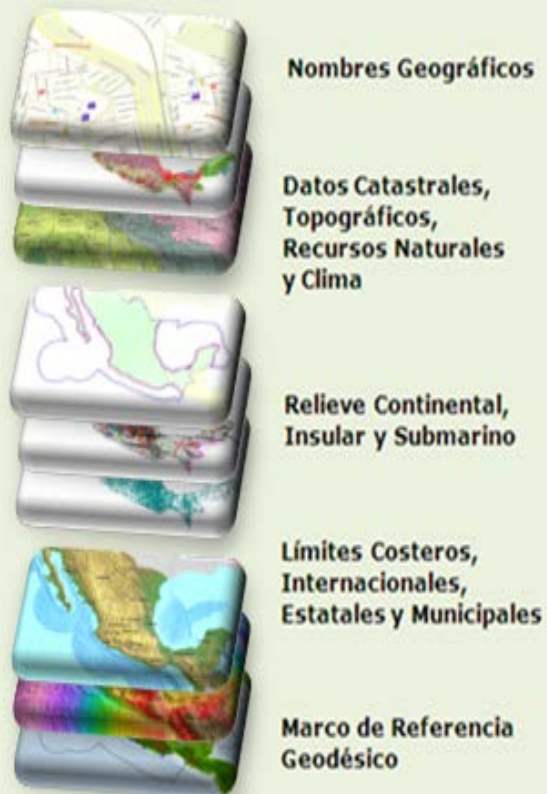 Nombres Geográficos
Datos Catastrales,
Topográficos,
Recursos Naturales
y Clima
Relieve Continental,
Insular y Submarino
Límites Costeros,
Internacionales,
Estatales y Municipales
Marco de Referencia
Geodésico